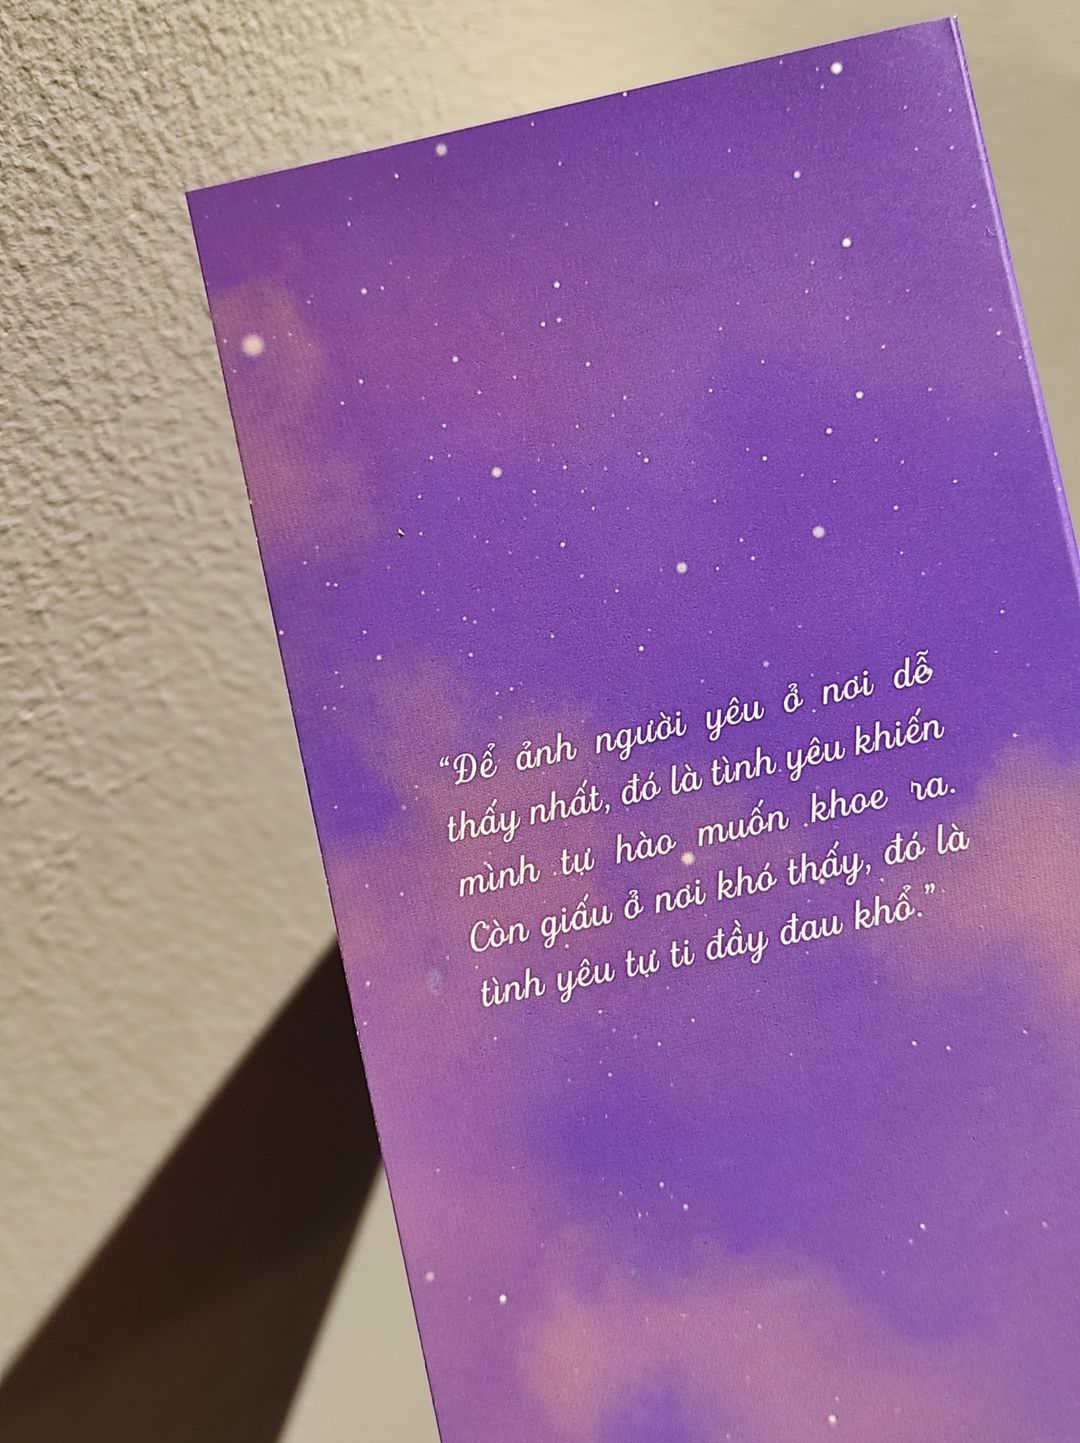 “Để ảnh người yêu ở nơi dễ
thấy nhất, đó là tình yêu khiến
mình tự hào muốn khoe ra.
Còn giấu ở nơi khó thấy, đó là
tình yêu tự ti đầy đau khổ.”